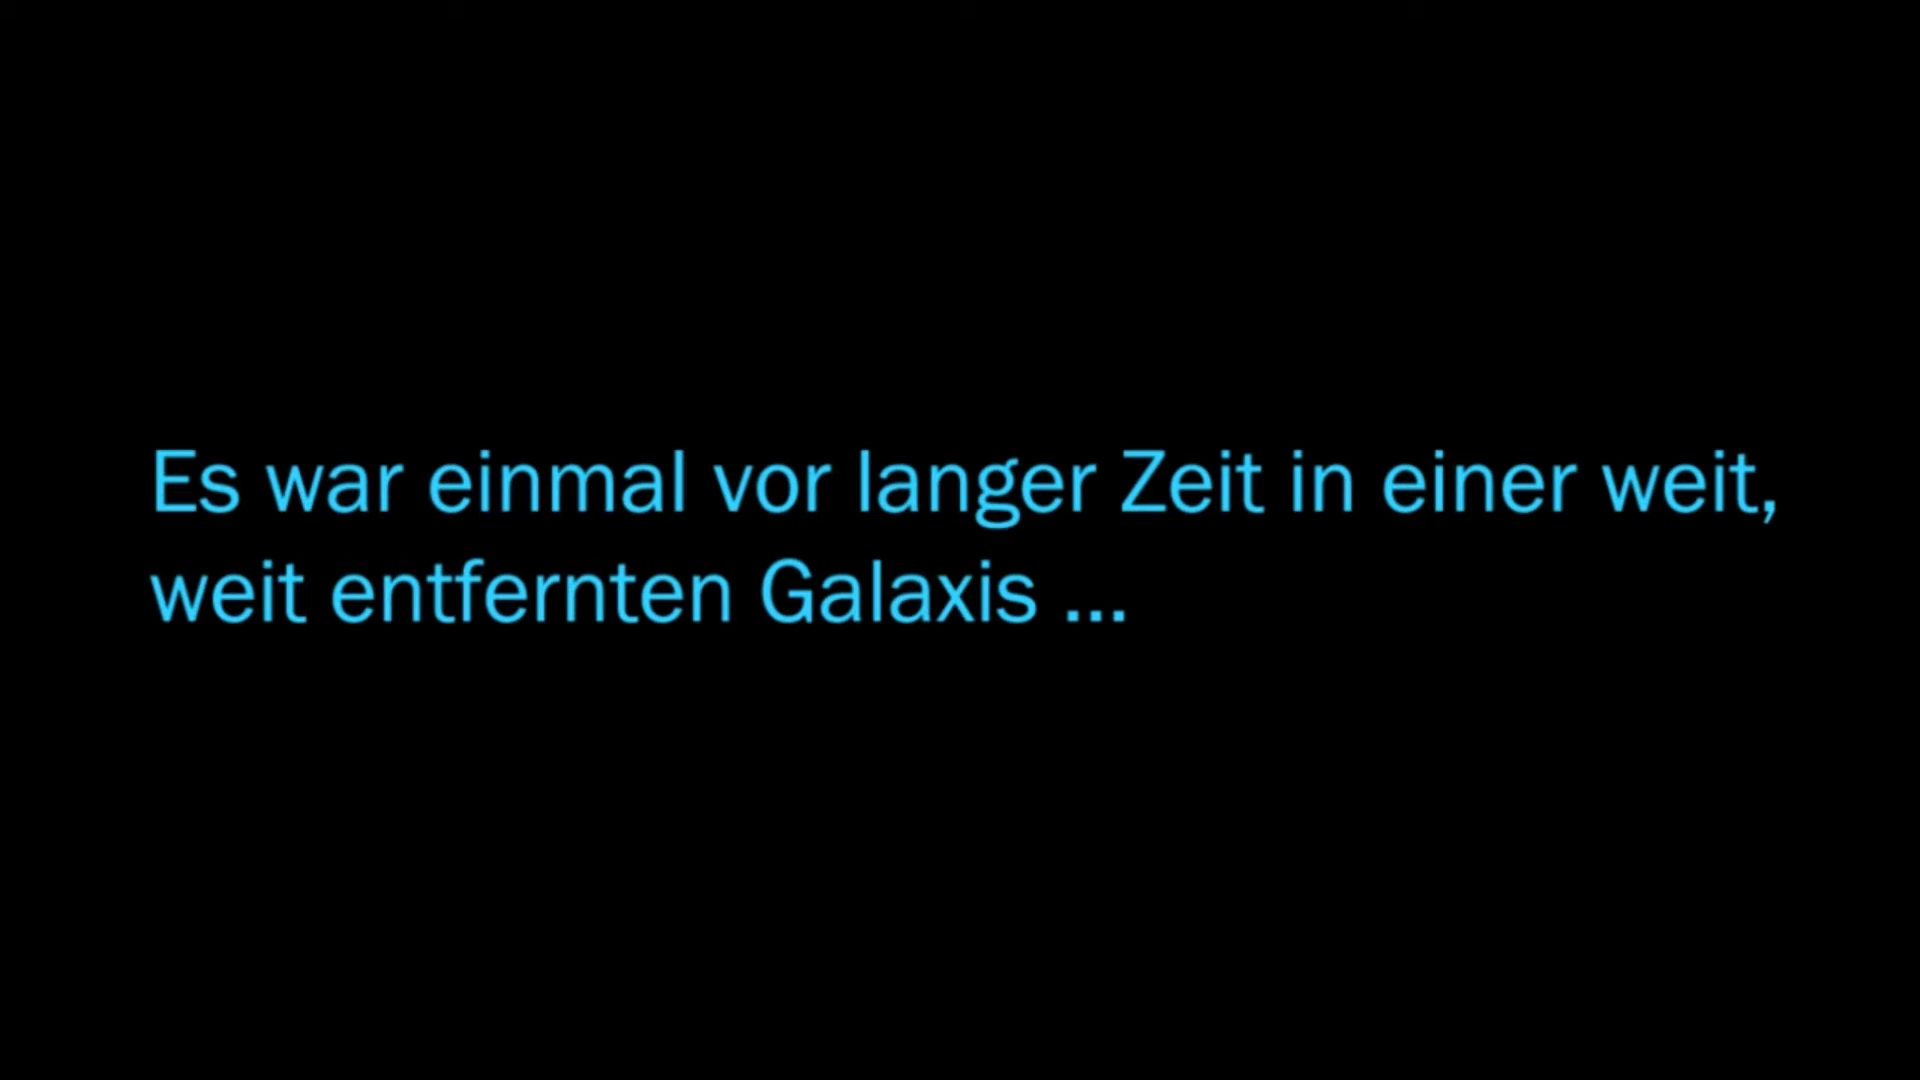 Es war einmal vor langer Zeit in einer weit,
weit entfernten Galaxis ...